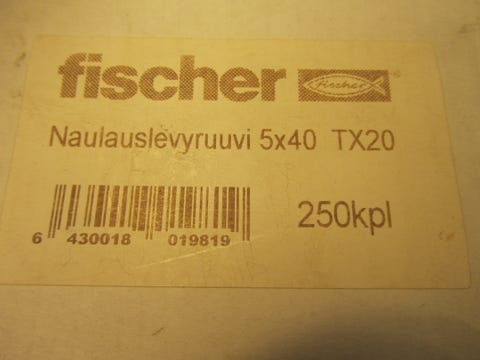 fischer fischer®
Naulauslevyruuvi 5x40 TX20
250kpl
6 430018 019819